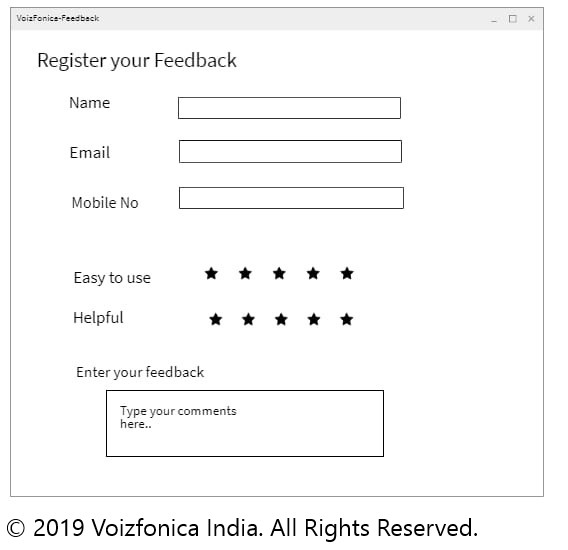 VoizFonica-Feedback
Register your Feedback
Name
Email
Mobile No
Easy to use
Helpful
Enter your feedback
Type your comments
here..
© 2019 Voizfonica India. All Rights Reserved.